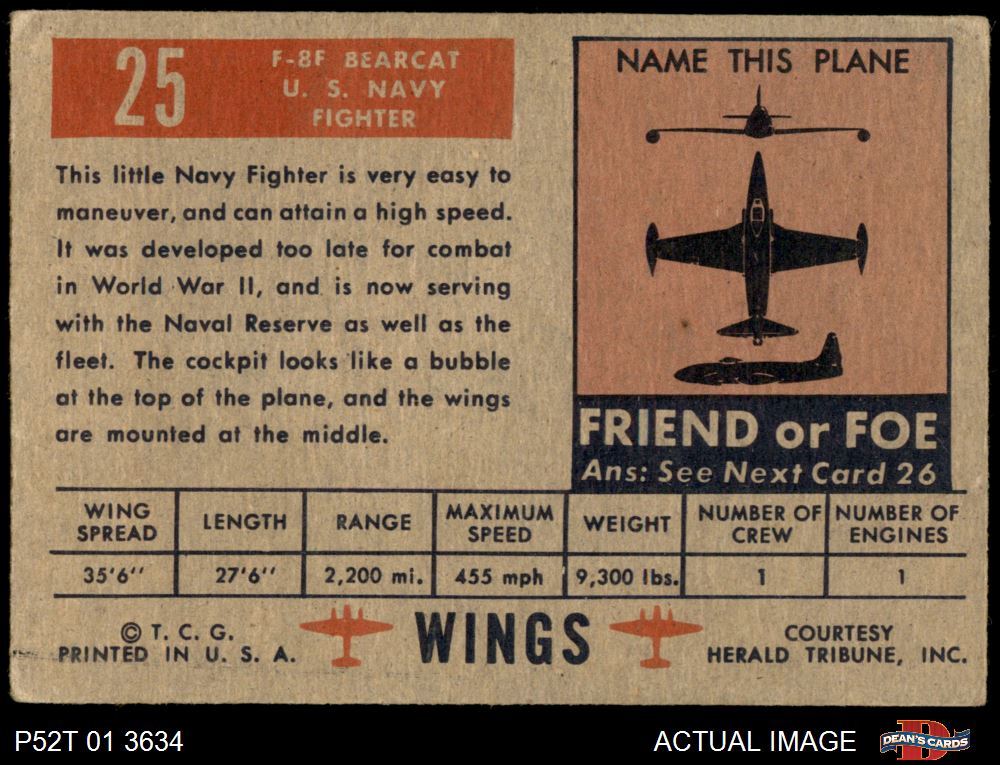 25
F-8F BEARCAT
U. S. NAVY
FIGHTER
This little Navy Fighter is very easy to
maneuver, and can attain a high speed.
It was developed too late for combat
in World War II, and is now serving
with the Naval Reserve as well as the
fleet. The cockpit looks like a bubble
at the top of the plane, and the wings
are mounted at the middle.
NAME THIS PLANE
FRIEND or FOE
Ans: See Next Card 26
WING SPREAD
LENGTH
RANGE
MAXIMUM SPEED
WEIGHT
NUMBER OF CREW
NUMBER OF ENGINES
35'6''
27'6''
2,200 mi.
455 mph
9,300 lbs.
1
1
© T. C. G.
PRINTED IN U. S. A.
WINGS
COURTESY
HERALD TRIBUNE, INC.
P52T 01 3634
ACTUAL IMAGE
DEAN'S CARDS